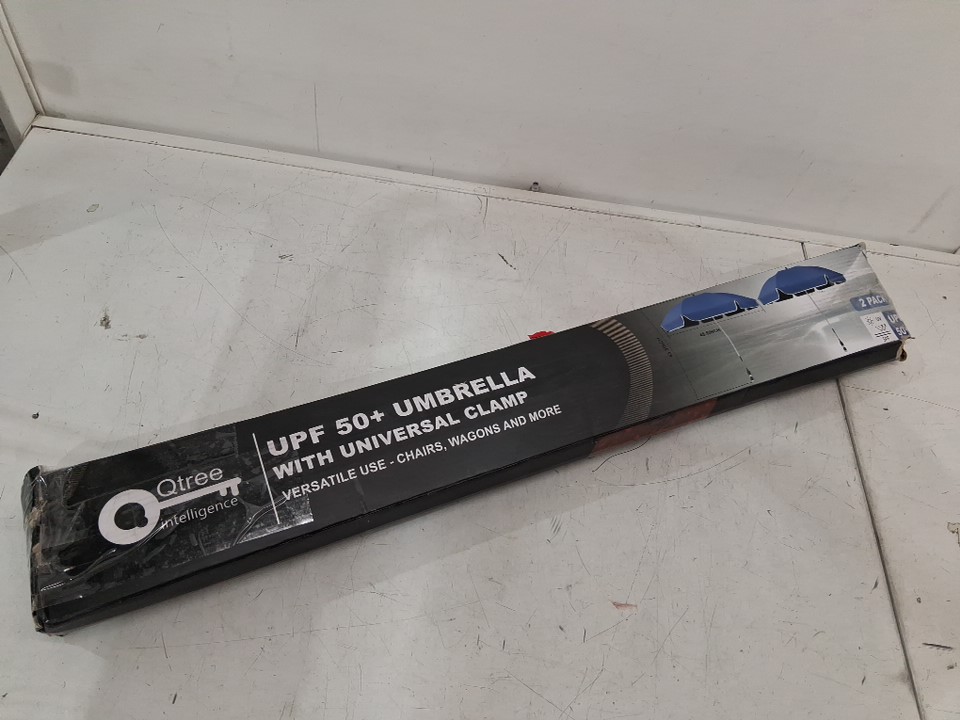 Qtree
intelligence
UPF 50+ UMBRELLA
WITH UNIVERSAL CLAMP
VERSATILE USE - CHAIRS, WAGONS AND MORE
2 PACK